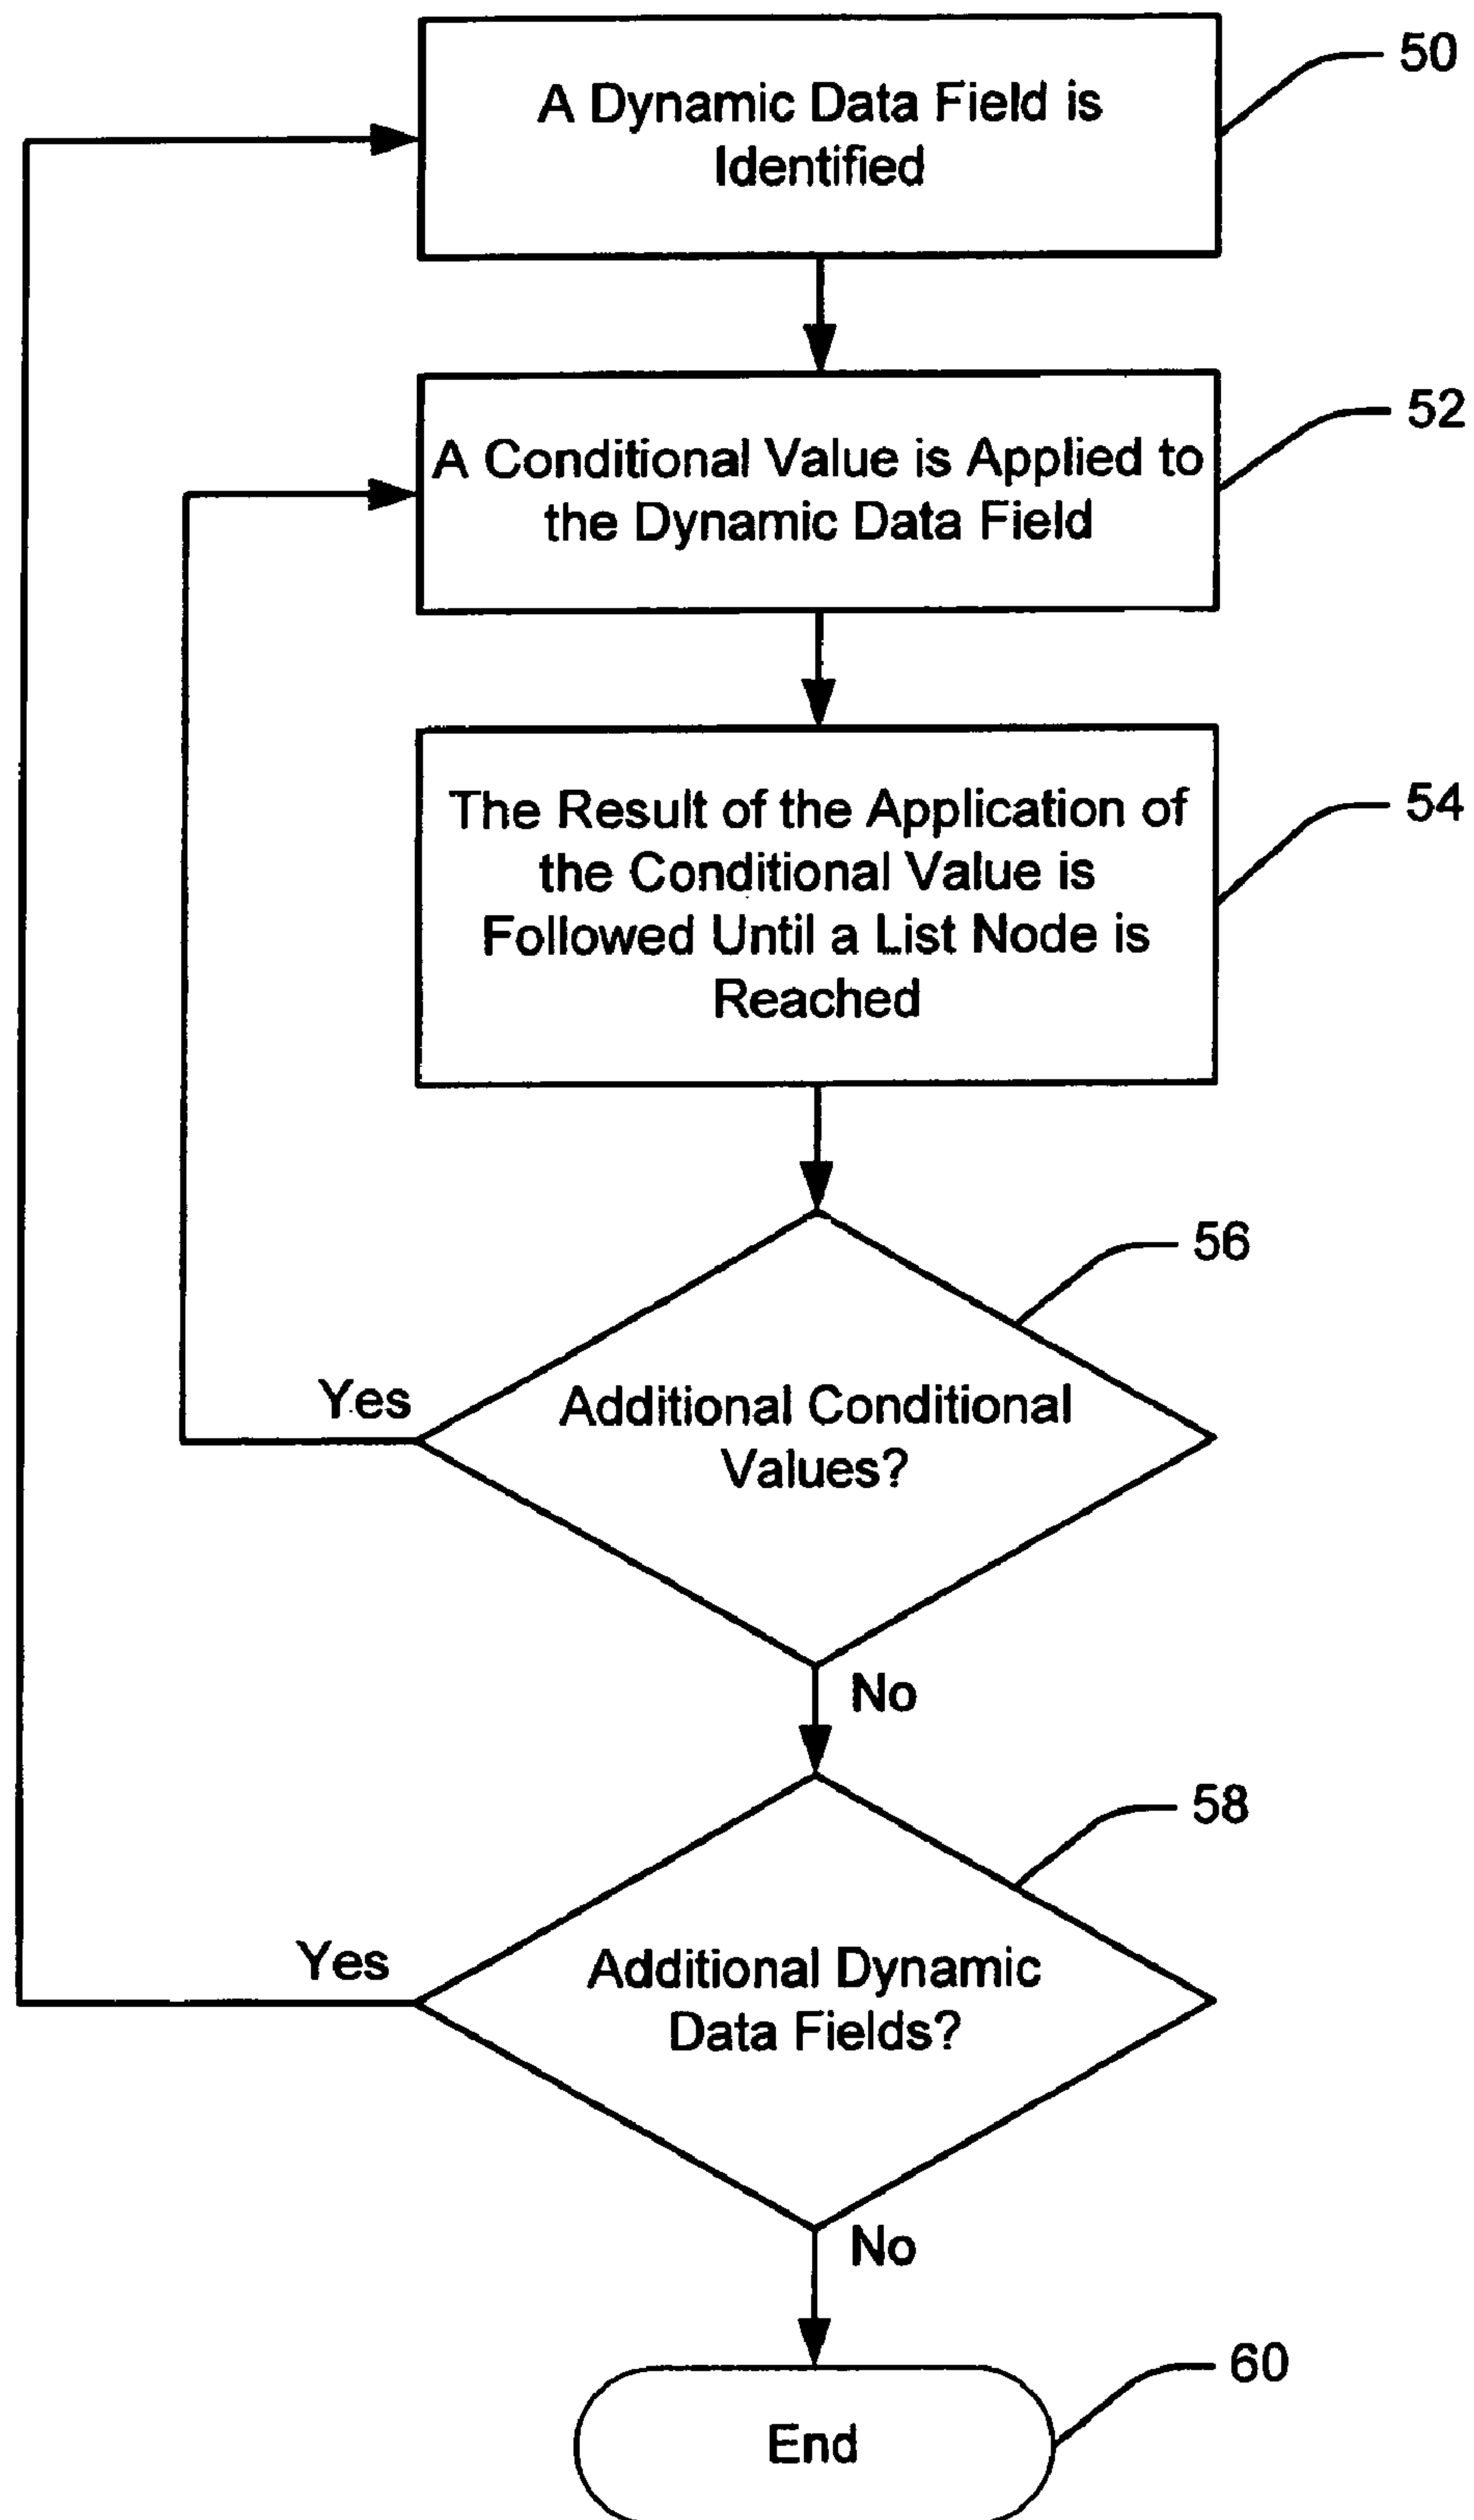 50
A Dynamic Data Field is
Identified
52
A Conditional Value is Applied to
the Dynamic Data Field
54
The Result of the Application of
the Conditional Value is
Followed Until a List Node is
Reached
56
Yes
Additional Conditional
Values?
No
58
Yes
Additional Dynamic
Data Fields?
No
60
End